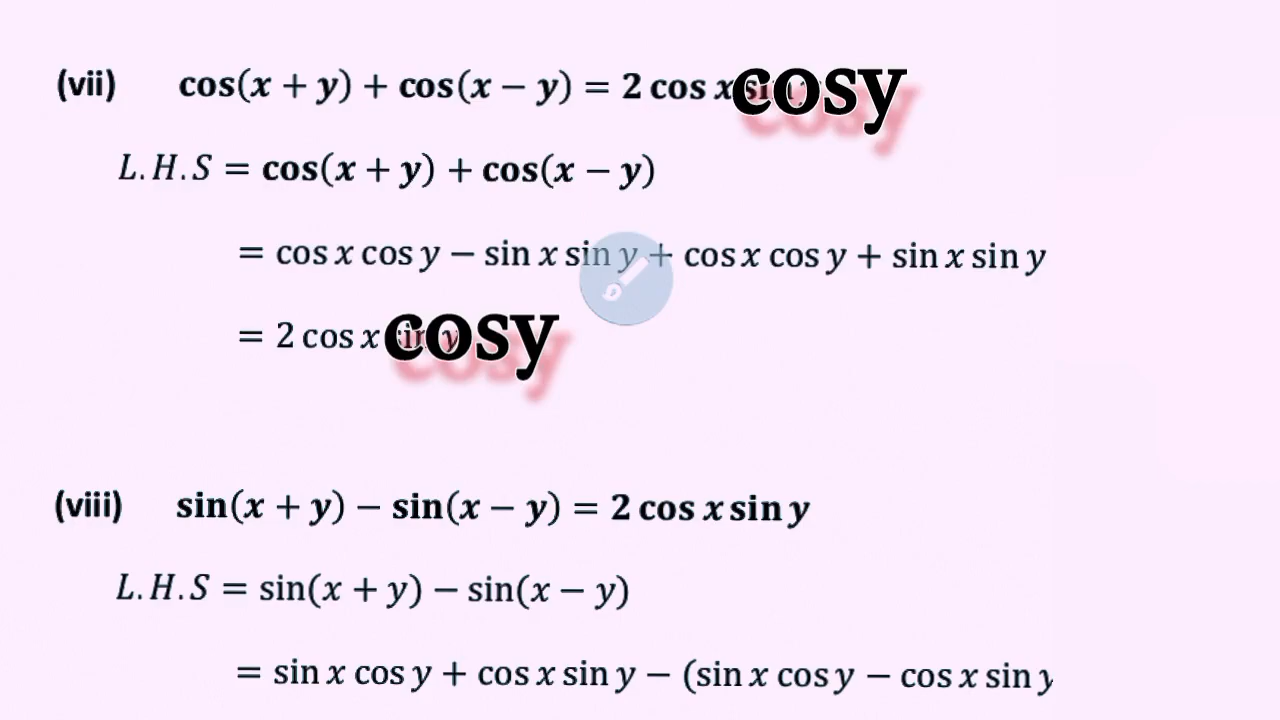 (vii) cos(x + y) + cos(x − y) = 2 cos x cosy
L.H.S = cos(x + y) + cos(x − y)
= cos x cos y − sin x sin y + cos x cos y + sin x sin y
= 2 cos x cosy
(viii) sin(x + y) − sin(x − y) = 2 cos x sin y
L.H.S = sin(x + y) − sin(x − y)
= sin x cos y + cos x sin y − (sin x cos y − cos x sin y